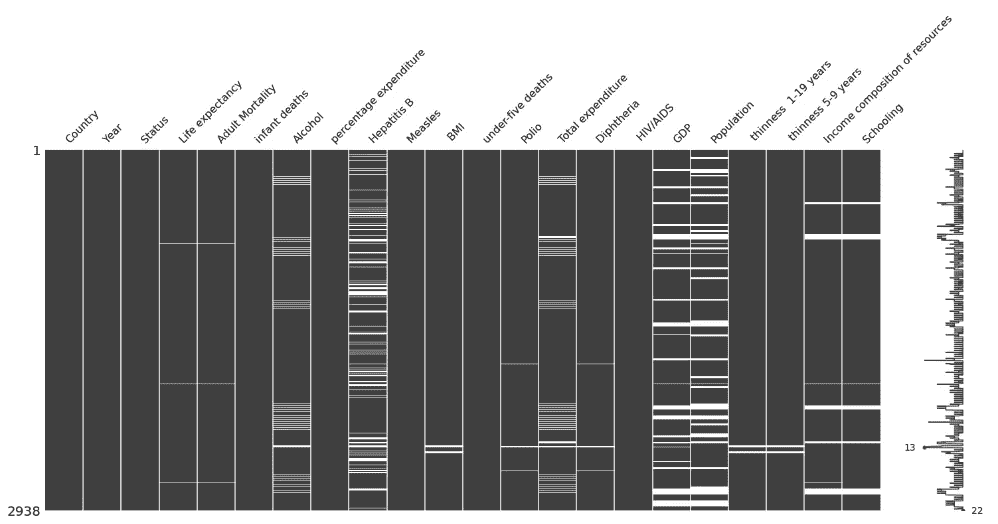 Country
Year
Status
Life expectancy
Adult Mortality
infant deaths
Alcohol
percentage expenditure
Hepatitis B
Measles
BMI
under-five deaths
Polio
Total expenditure
Diphtheria
HIV/AIDS
GDP
Population
thinness  1-19 years
thinness 5-9 years
Income composition of resources
Schooling
1
13
2938
22